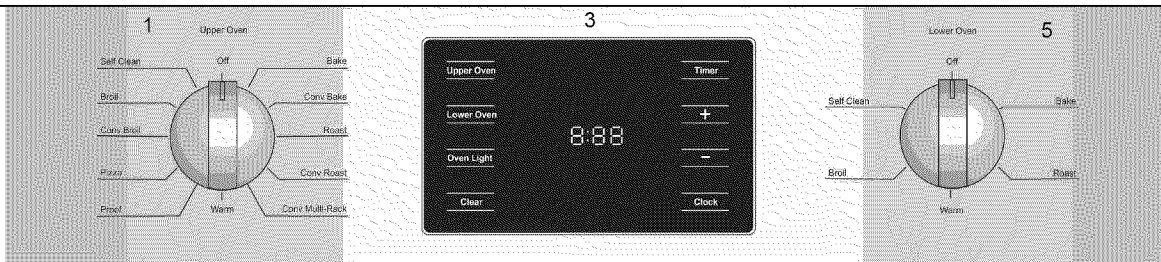 1
Upper Oven
Off
Self Clean
Bake
Broil
Conv Bake
Conv Broil
Roast
Pizza
Conv Roast
Proof
Warm
Conv Multi-Rack
3
Upper Oven
Timer
Lower Oven
+
8:88
Oven Light
-
Clear
Clock
Lower Oven
5
Off
Self Clean
Bake
Broil
Roast
Warm